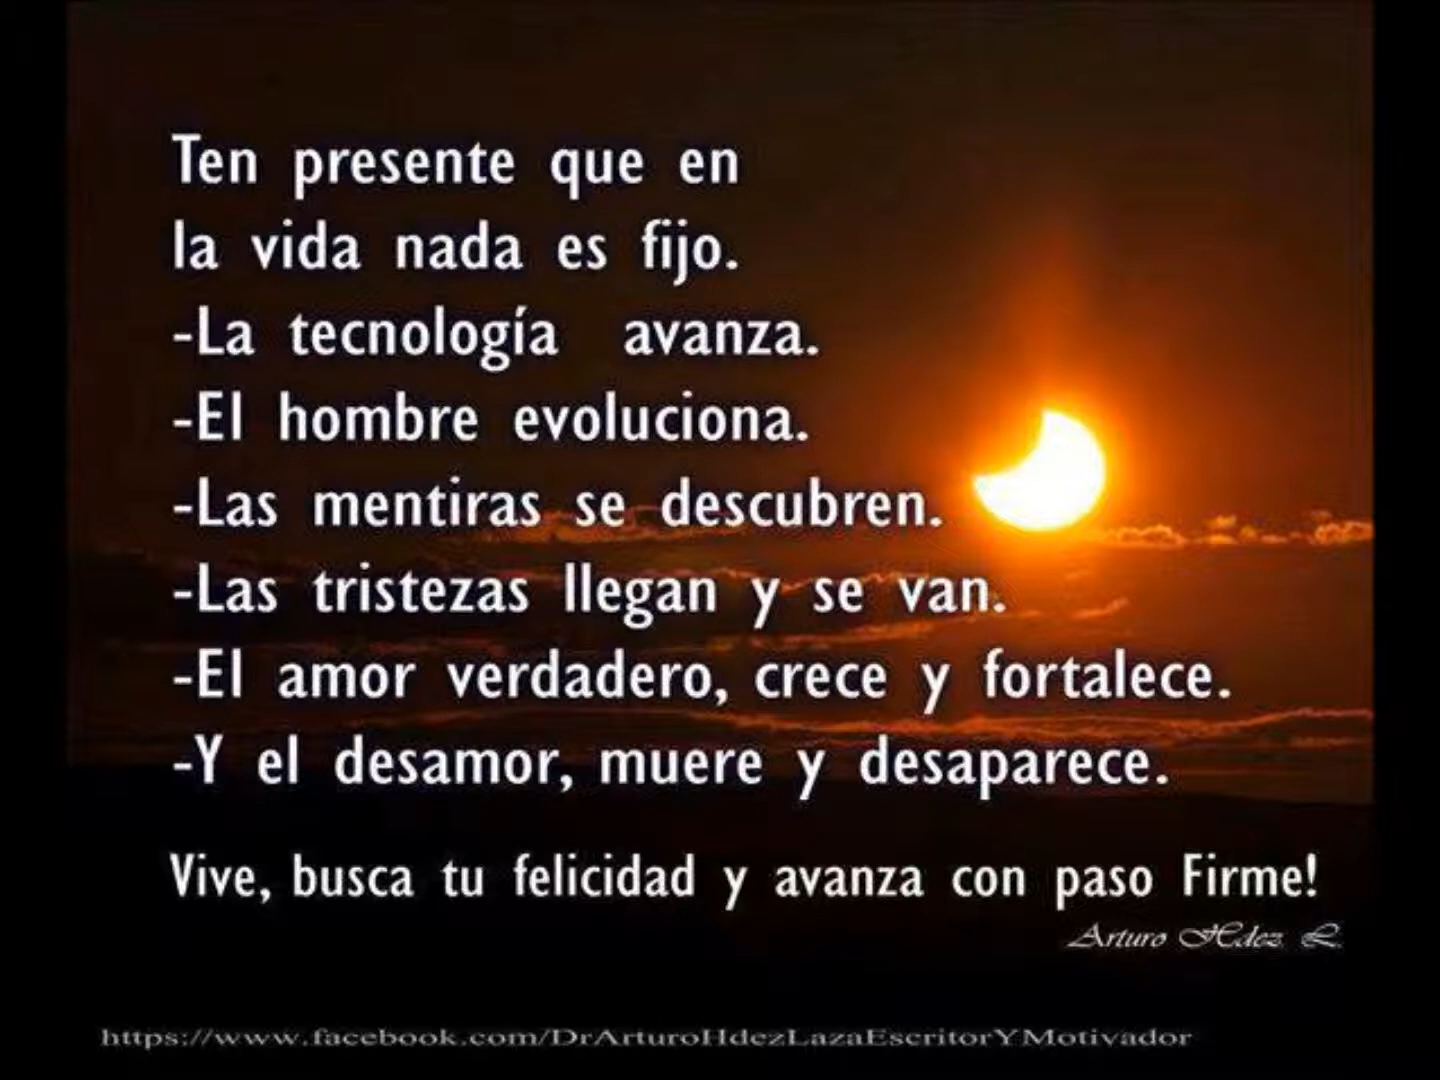 Ten presente que en
la vida nada es fijo.
-La tecnología avanza.
-El hombre evoluciona.
-Las mentiras se descubren.
-Las tristezas llegan y se van.
-El amor verdadero, crece y fortalece.
-Y el desamor, muere y desaparece.
Vive, busca tu felicidad y avanza con paso Firme!
Arturo Hdez. L.
https://www.facebook.com/DrArturoHdezLazaEscritorYMotivador